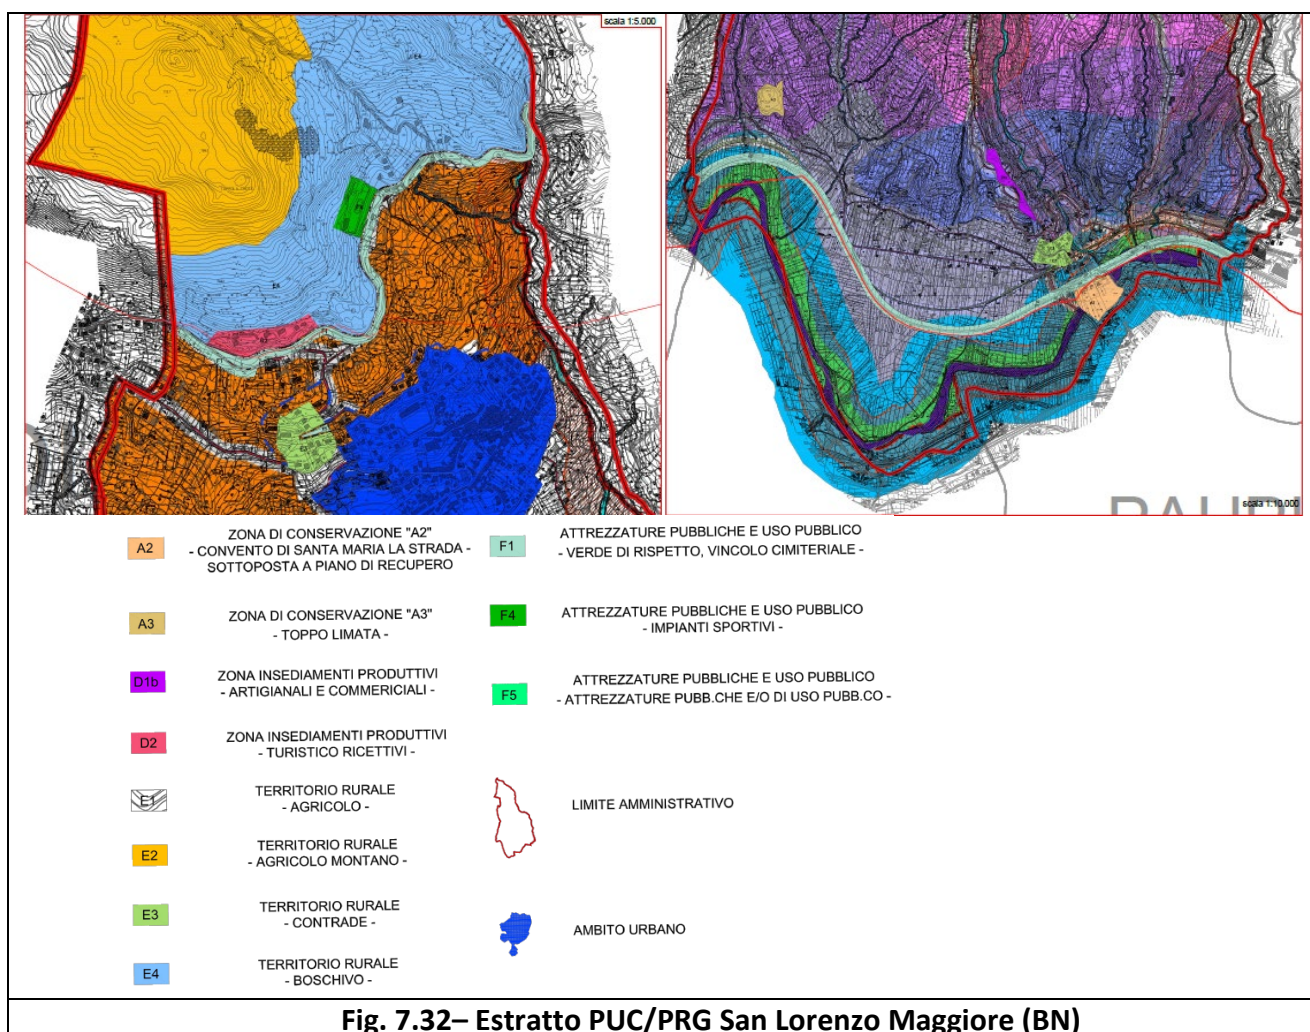 scala 1:5.000
scala 1:10.000
A2
ZONA DI CONSERVAZIONE "A2"
- CONVENTO DI SANTA MARIA LA STRADA -
SOTTOPOSTA A PIANO DI RECUPERO
A3
ZONA DI CONSERVAZIONE "A3"
- TOPPO LIMATA -
D1b
ZONA INSEDIAMENTI PRODUTTIVI
- ARTIGIANALI E COMMERICIALI -
D2
ZONA INSEDIAMENTI PRODUTTIVI
- TURISTICO RICETTIVI -
E1
TERRITORIO RURALE
- AGRICOLO -
E2
TERRITORIO RURALE
- AGRICOLO MONTANO -
E3
TERRITORIO RURALE
- CONTRADE -
E4
TERRITORIO RURALE
- BOSCHIVO -
F1
ATTREZZATURE PUBBLICHE E USO PUBBLICO
- VERDE DI RISPETTO, VINCOLO CIMITERIALE -
F4
ATTREZZATURE PUBBLICHE E USO PUBBLICO
- IMPIANTI SPORTIVI -
F5
ATTREZZATURE PUBBLICHE E USO PUBBLICO
- ATTREZZATURE PUBB.CHE E/O DI USO PUBB.CO -
LIMITE AMMINISTRATIVO
AMBITO URBANO
Fig. 7.32– Estratto PUC/PRG San Lorenzo Maggiore (BN)